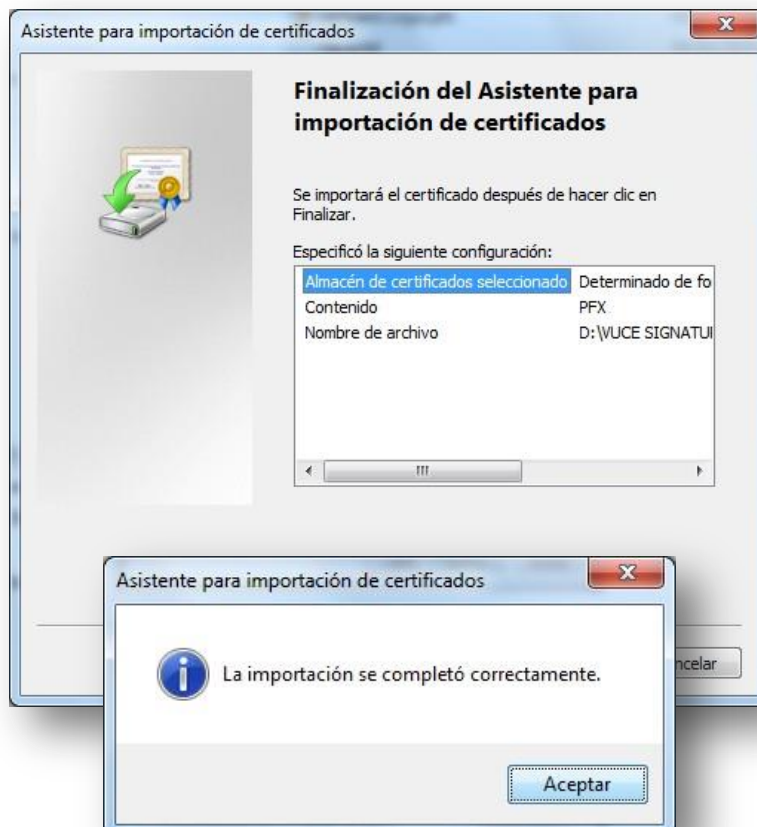 Asistente para importación de certificados
Finalización del Asistente para
importación de certificados
Se importará el certificado después de hacer clic en
Finalizar.
Especificó la siguiente configuración:
Almacén de certificados seleccionado Determinado de fo
Contenido PFX
Nombre de archivo D:\VUCE SIGNATU
Asistente para importación de certificados
ncelar
La importación se completó correctamente.
Aceptar